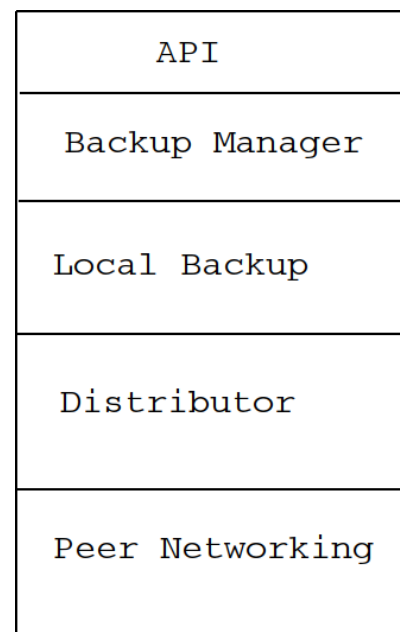 API
Backup Manager
Local Backup
Distributor
Peer Networking